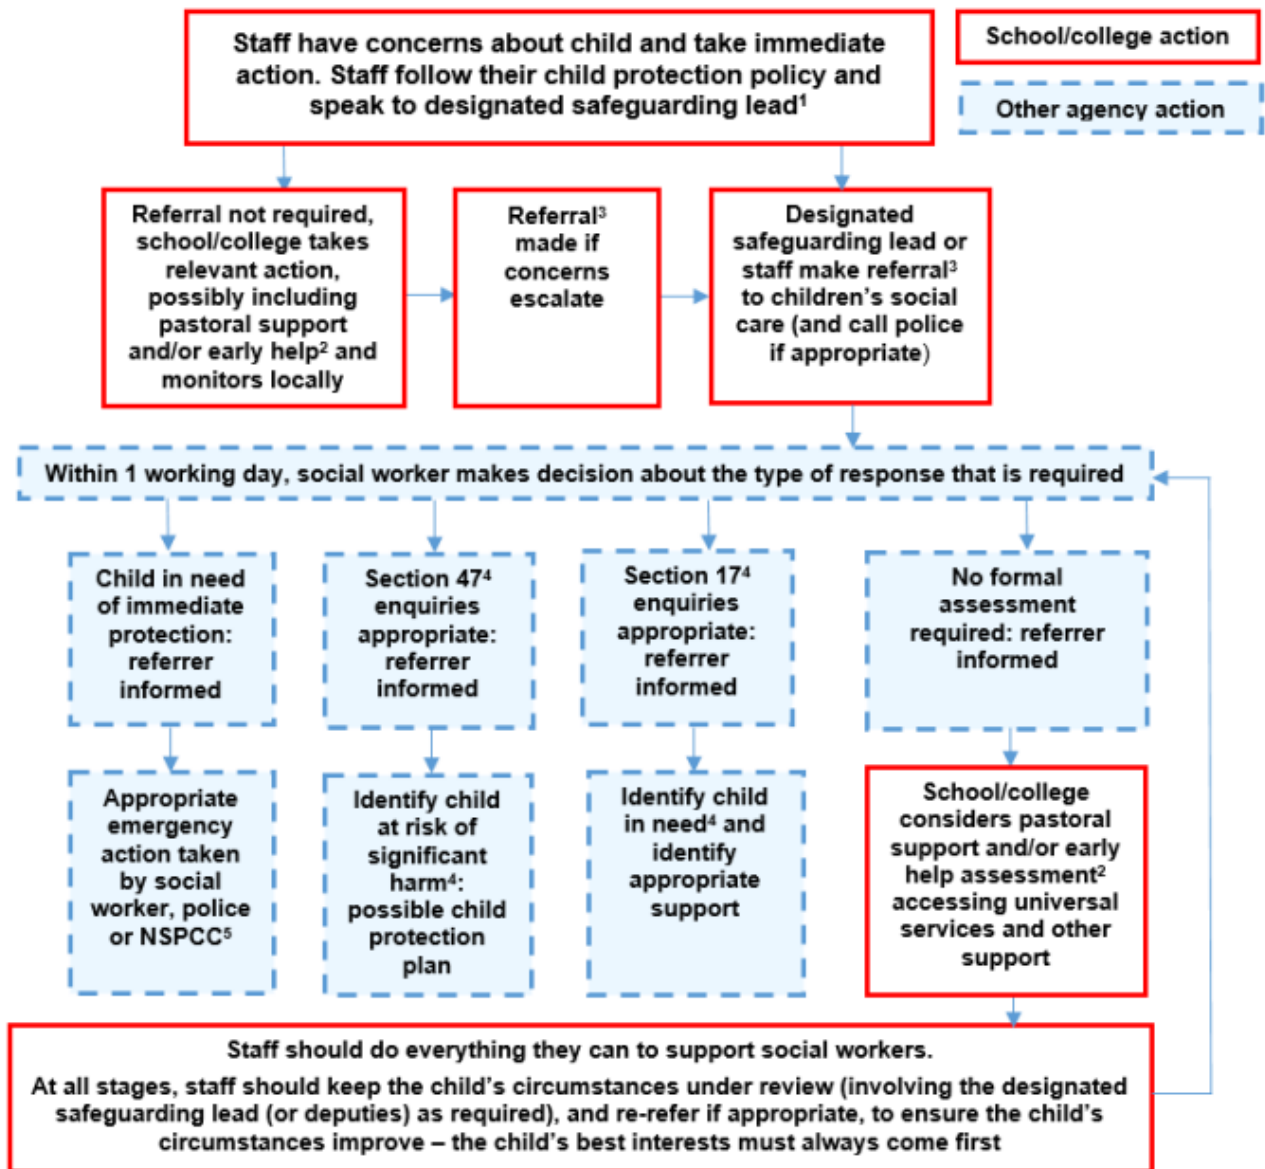 Staff have concerns about child and take immediate
action. Staff follow their child protection policy and
speak to designated safeguarding lead¹
School/college action
Other agency action
Referral not required,
school/college takes
relevant action,
possibly including
pastoral support
and/or early help² and
monitors locally
Referral³
made if
concerns
escalate
Designated
safeguarding lead or
staff make referral³
to children’s social
care (and call police
if appropriate)
Within 1 working day, social worker makes decision about the type of response that is required
Child in need
of immediate
protection:
referrer
informed
Section 47⁴
enquiries
appropriate:
referrer
informed
Section 17⁴
enquiries
appropriate:
referrer
informed
No formal
assessment
required: referrer
informed
Appropriate
emergency
action taken
by social
worker, police
or NSPCC⁵
Identify child
at risk of
significant
harm⁴:
possible child
protection
plan
Identify child
in need⁴ and
identify
appropriate
support
School/college
considers pastoral
support and/or early
help assessment²
accessing universal
services and other
support
Staff should do everything they can to support social workers.
At all stages, staff should keep the child’s circumstances under review (involving the designated
safeguarding lead (or deputies) as required), and re-refer if appropriate, to ensure the child’s
circumstances improve – the child’s best interests must always come first